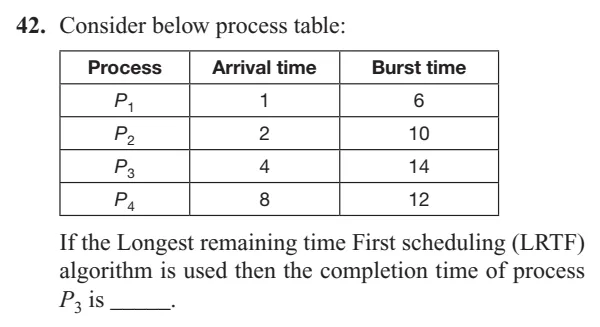 42. Consider below process table:
Process Arrival time Burst time
P₁ 1 6
P₂ 2 10
P₃ 4 14
P₄ 8 12
If the Longest remaining time First scheduling (LRTF)
algorithm is used then the completion time of process
P₃ is _____.